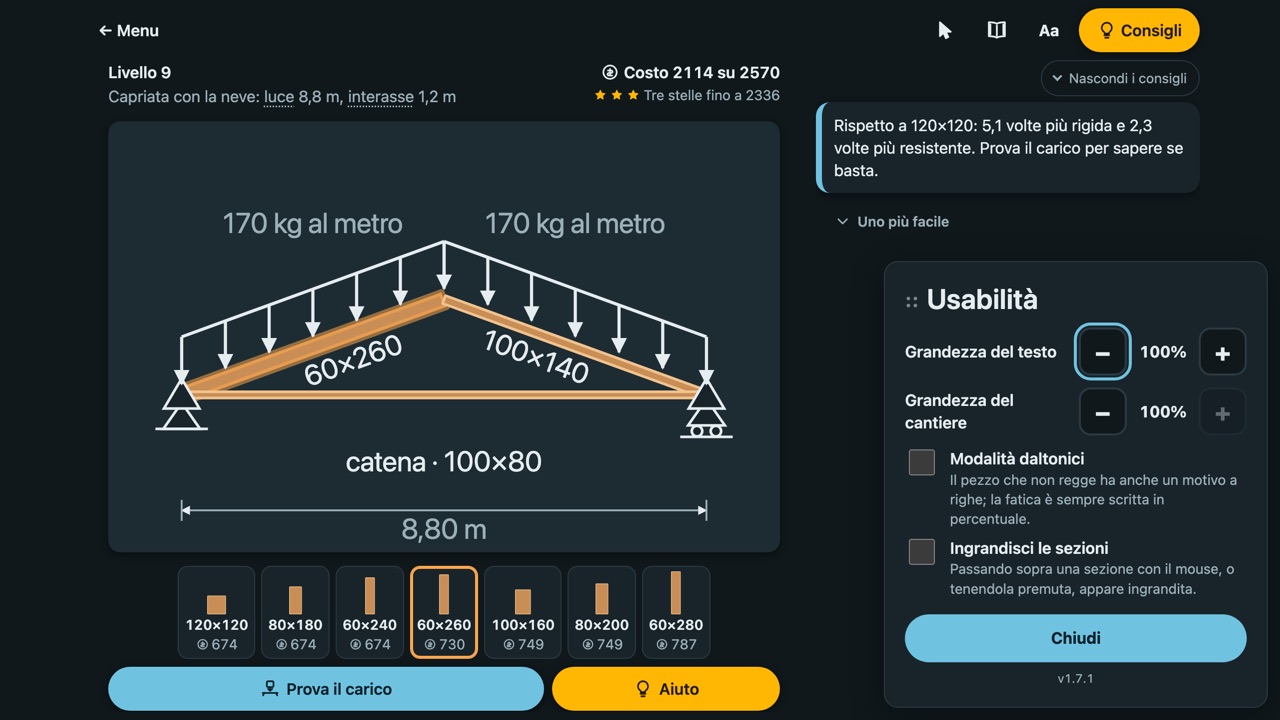 ← Menu
Aa
Consigli
Livello 9
Costo 2114 su 2570
Capriata con la neve: luce 8,8 m, interasse 1,2 m
Tre stelle fino a 2336
Nascondi i consigli
Rispetto a 120×120: 5,1 volte più rigida e 2,3
volte più resistente. Prova il carico per sapere se
basta.
Uno più facile
170 kg al metro
170 kg al metro
60×260
100×140
catena · 100×80
8,80 m
120×120
674
80×180
674
60×240
674
60×260
730
100×160
749
80×200
749
60×280
787
Prova il carico
Aiuto
Usabilità
Grandezza del testo
− 100% +
Grandezza del
cantiere
− 100% +
Modalità daltonici
Il pezzo che non regge ha anche un motivo a
righe; la fatica è sempre scritta in
percentuale.
Ingrandisci le sezioni
Passando sopra una sezione con il mouse, o
tenendola premuta, appare ingrandita.
Chiudi
v1.7.1